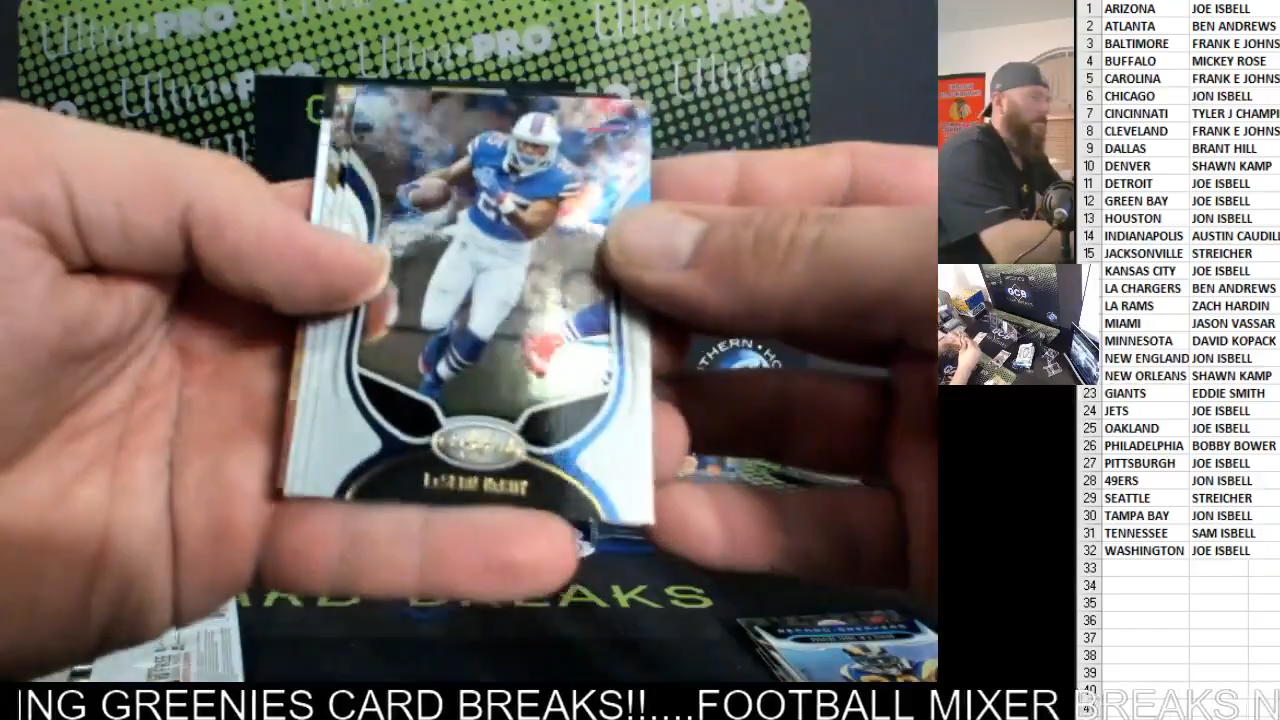 Ultra·PRO
Ultra·PRO
Ultra·PRO
GCB
1 ARIZONA JOE ISBELL
2 ATLANTA BEN ANDREWS
3 BALTIMORE FRANK E JOHNS
4 BUFFALO MICKEY ROSE
5 CAROLINA FRANK E JOHNS
6 CHICAGO JON ISBELL
7 CINCINNATI TYLER J CHAMPI
8 CLEVELAND FRANK E JOHNS
9 DALLAS BRANT HILL
10 DENVER SHAWN KAMP
11 DETROIT JOE ISBELL
12 GREEN BAY JOE ISBELL
13 HOUSTON JON ISBELL
14 INDIANAPOLIS AUSTIN CAUDILL
15 JACKSONVILLE STREICHER
KANSAS CITY JOE ISBELL
LA CHARGERS BEN ANDREWS
LA RAMS ZACH HARDIN
MIAMI JASON VASSAR
MINNESOTA DAVID KOPACK
NEW ENGLAND JON ISBELL
NEW ORLEANS SHAWN KAMP
23 GIANTS EDDIE SMITH
24 JETS JOE ISBELL
25 OAKLAND JOE ISBELL
26 PHILADELPHIA BOBBY BOWER
27 PITTSBURGH JOE ISBELL
28 49ERS JON ISBELL
29 SEATTLE STREICHER
30 TAMPA BAY JON ISBELL
31 TENNESSEE SAM ISBELL
32 WASHINGTON JOE ISBELL
33
34
35
36
37
38
39
BREAKS
ING GREENIES CARD BREAKS!!....FOOTBALL MIXER BREAKS N